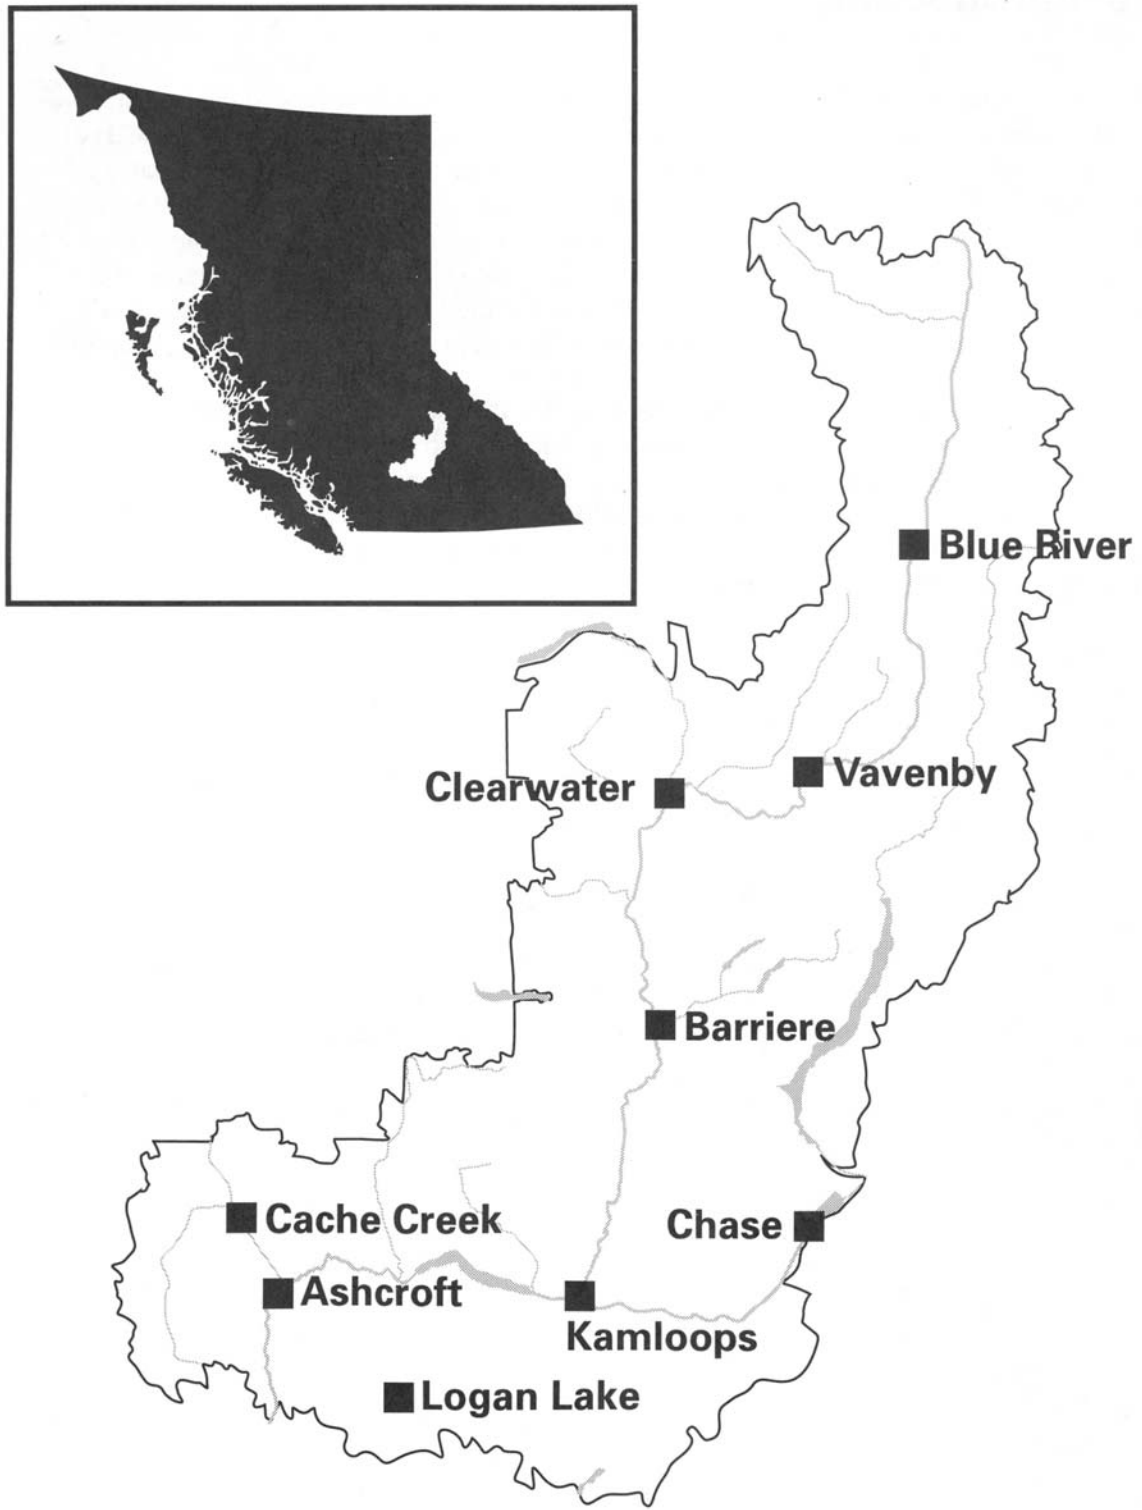 Blue River
Clearwater
Vavenby
Barriere
Cache Creek
Chase
Ashcroft
Kamloops
Logan Lake